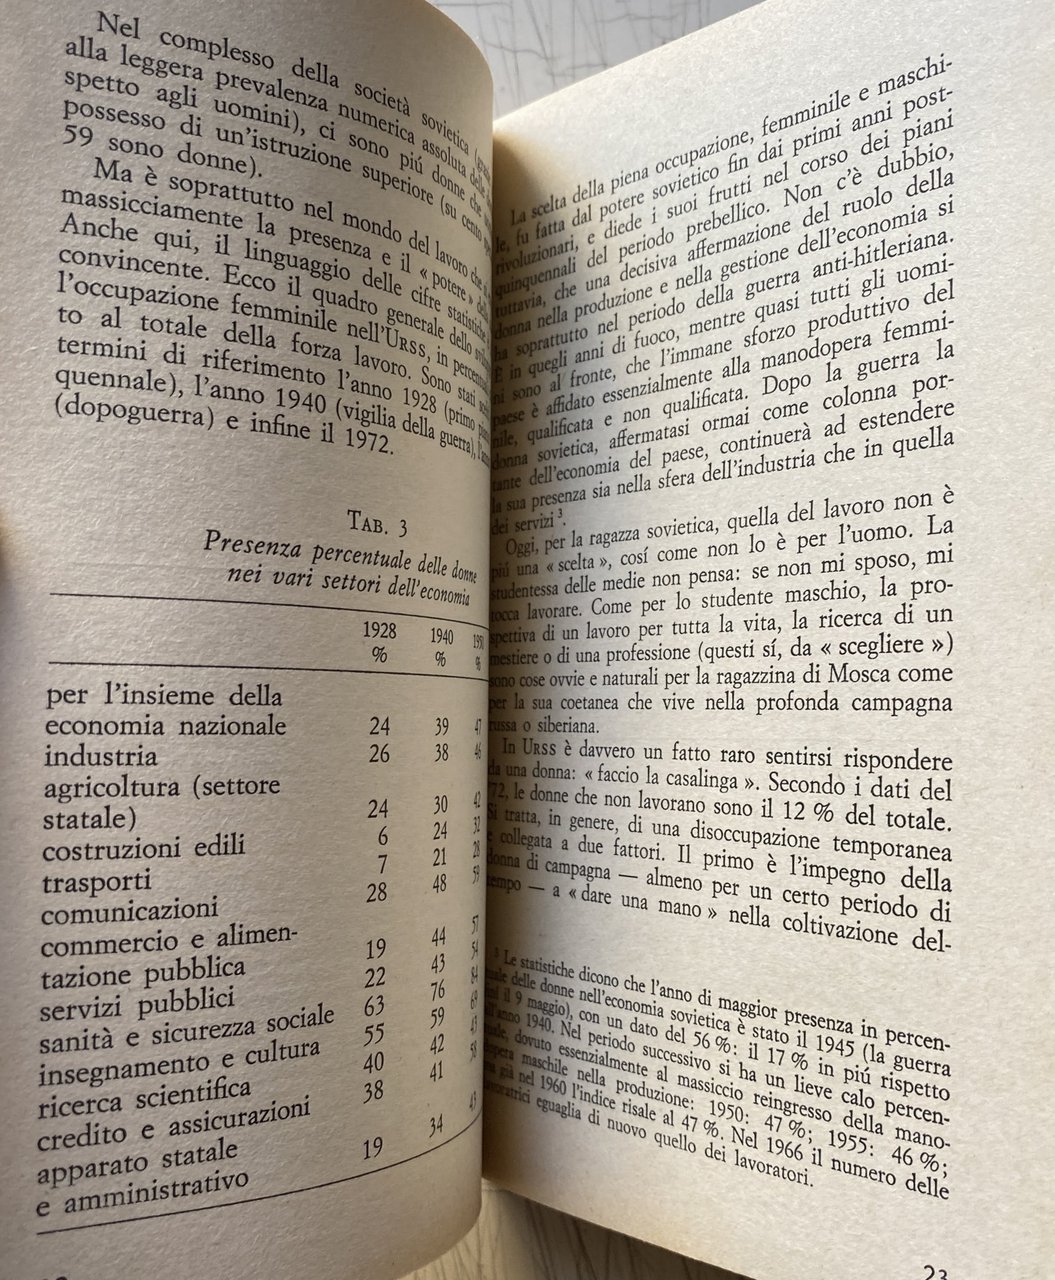 Nel complesso della società sovietica
alla leggera prevalenza numerica assoluta delle
spetto agli uomini), ci sono piú donne che
possesso di un'istruzione superiore (su cento
59 sono donne).
Ma è soprattutto nel mondo del lavoro che
massicciamente la presenza e il « potere »
Anche qui, il linguaggio delle cifre statistiche
convincente. Ecco il quadro generale dello
l'occupazione femminile nell'URSS, in
to al totale della forza lavoro. Sono stati
termini di riferimento l'anno 1928 (primo
quennale), l'anno 1940 (vigilia della guerra),
(dopoguerra) e infine il 1972.
TAB. 3
Presenza percentuale delle donne
nei vari settori dell'economia
1928 1940 1950
% % %
per l'insieme della
economia nazionale 24 39 47
industria 26 38 46
agricoltura (settore
statale) 24 30 42
costruzioni edili 6 24 32
trasporti 7 21 28
comunicazioni 28 48 59
commercio e alimen-
tazione pubblica 19 44 57
servizi pubblici 22 43 54
sanità e sicurezza sociale 63 76 84
insegnamento e cultura 55 59 69
ricerca scientifica 40 42 43
credito e assicurazioni 38 41 58
apparato statale
e amministrativo 19 34 43
La scelta della piena occupazione, femminile e maschi-
le, fu fatta dal potere sovietico fin dai primi anni post-
rivoluzionari, e diede i suoi frutti nel corso dei piani
quinquennali del periodo prebellico. Non c'è dubbio,
tuttavia, che una decisiva affermazione del ruolo della
donna nella produzione e nella gestione dell'economia si
ha soprattutto nel periodo della guerra anti-hitleriana.
È in quegli anni di fuoco, mentre quasi tutti gli uomi-
ni sono al fronte, che l'immane sforzo produttivo del
paese è affidato essenzialmente alla manodopera femmi-
nile, qualificata e non qualificata. Dopo la guerra la
donna sovietica, affermatasi ormai come colonna por-
tante dell'economia del paese, continuerà ad estendere
la sua presenza sia nella sfera dell'industria che in quella
dei servizi 3.
Oggi, per la ragazza sovietica, quella del lavoro non è
piú una « scelta », cosí come non lo è per l'uomo. La
studentessa delle medie non pensa: se non mi sposo, mi
tocca lavorare. Come per lo studente maschio, la pro-
spettiva di un lavoro per tutta la vita, la ricerca di un
mestiere o di una professione (questi sí, da « scegliere »)
sono cose ovvie e naturali per la ragazzina di Mosca come
per la sua coetanea che vive nella profonda campagna
russa o siberiana.
In URSS è davvero un fatto raro sentirsi rispondere
da una donna: « faccio la casalinga ». Secondo i dati del
'72, le donne che non lavorano sono il 12 % del totale.
Si tratta, in genere, di una disoccupazione temporanea
e collegata a due fattori. Il primo è l'impegno della
donna di campagna — almeno per un certo periodo di
tempo — a « dare una mano » nella coltivazione del-
3 Le statistiche dicono che l'anno di maggior presenza in percen-
tuale delle donne nell'economia sovietica è stato il 1945 (la guerra
il 9 maggio), con un dato del 56 %: il 17 % in piú rispetto
all'anno 1940. Nel periodo successivo si ha un lieve calo percen-
tuale, dovuto essenzialmente al massiccio reingresso della mano-
dopera maschile nella produzione: 1950: 47 %; 1955: 46 %;
ma già nel 1960 l'indice risale al 47 %. Nel 1966 il numero delle
lavoratrici eguaglia di nuovo quello dei lavoratori.
23